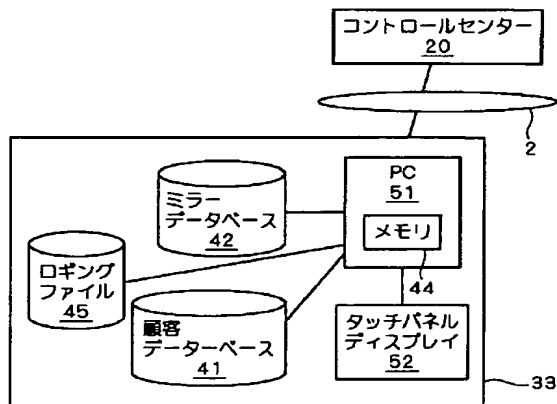 コントロールセンター
20
2
PC
51
メモリ
44
ミラー
データベース
42
ロギング
ファイル
45
顧客
データーベース
41
タッチパネル
ディスプレイ
52
33